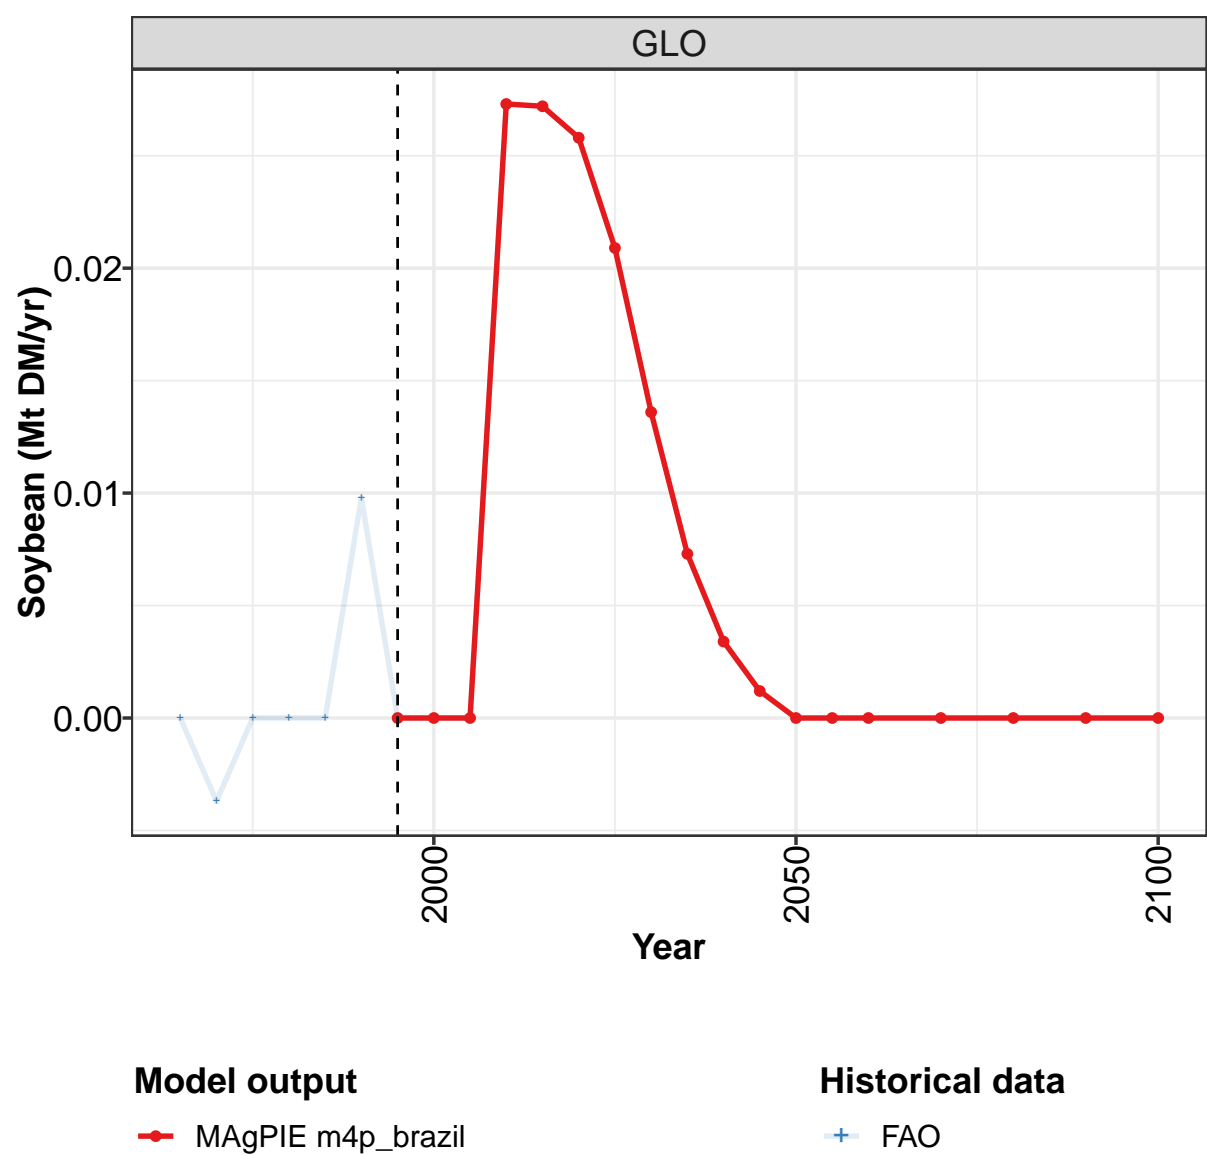 GLO
Soybean (Mt DM/yr)
0.02
0.01
0.00
2000
2050
2100
Year
Model output
MAgPIE m4p_brazil
Historical data
FAO